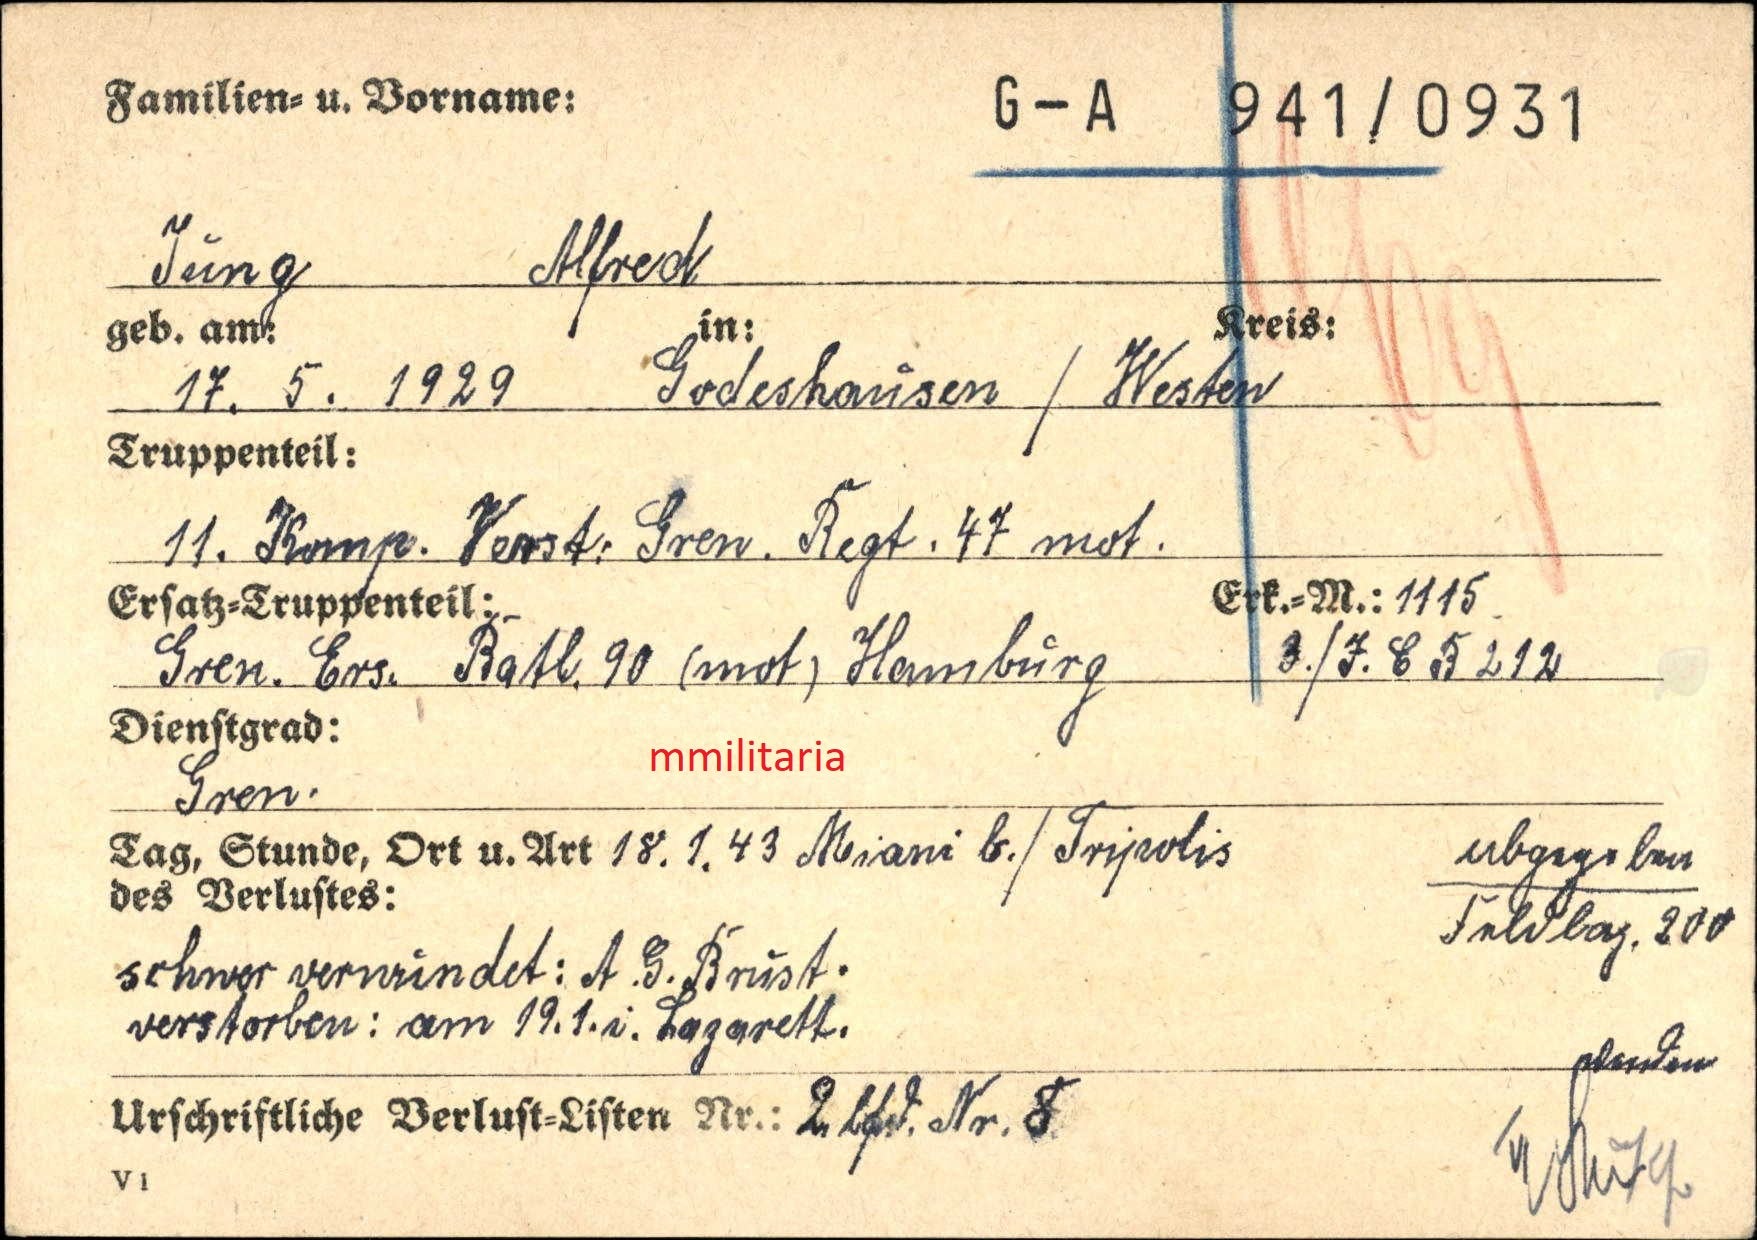 Familien- u. Vorname:
G-A 941/0931
Jung Alfred
geb. am: in: Kreis:
17. 5. 1929 Godeshausen / Westen
Truppenteil:
11. Komp. Verst. Gren. Regt. 47 mot.
Ersatz-Truppenteil: Erk.-M.: 1115
Gren. Ers. Batl. 90 (mot) Hamburg 3./J. E B 212
Dienstgrad:
mmilitaria
Gren.
Tag, Stunde, Ort u. Art 18. 1. 43 Miani b./Tripolis
des Verlustes:
abgegeben
Feldlaz. 200
schwer verwundet: A. G. Brust.
verstorben: am 19. 1. i. Lazarett.
wenden
Urschriftliche Verlust-Listen Nr.: 2 lfd. Nr. 8
V 1